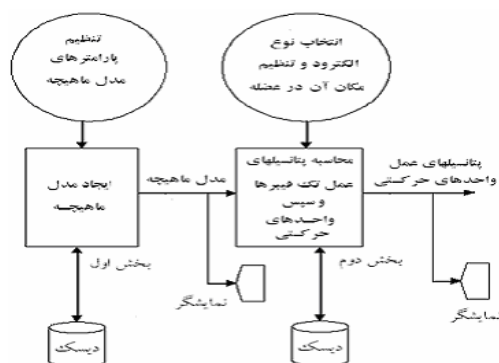 تنظیم
پارامترهای
مدل ماهیچه
انتخاب نوع
الکترود و تنظیم
مکان آن در عضله
ایجاد مدل
ماهیچه
مدل ماهیچه
محاسبه پتانسیلهای
عمل تک فیبرها
و سپس
واحدهای
حرکتی
پتانسیلهای عمل
واحدهای حرکتی
بخش اول
نمایشگر
بخش دوم
نمایشگر
دیسک
دیسک